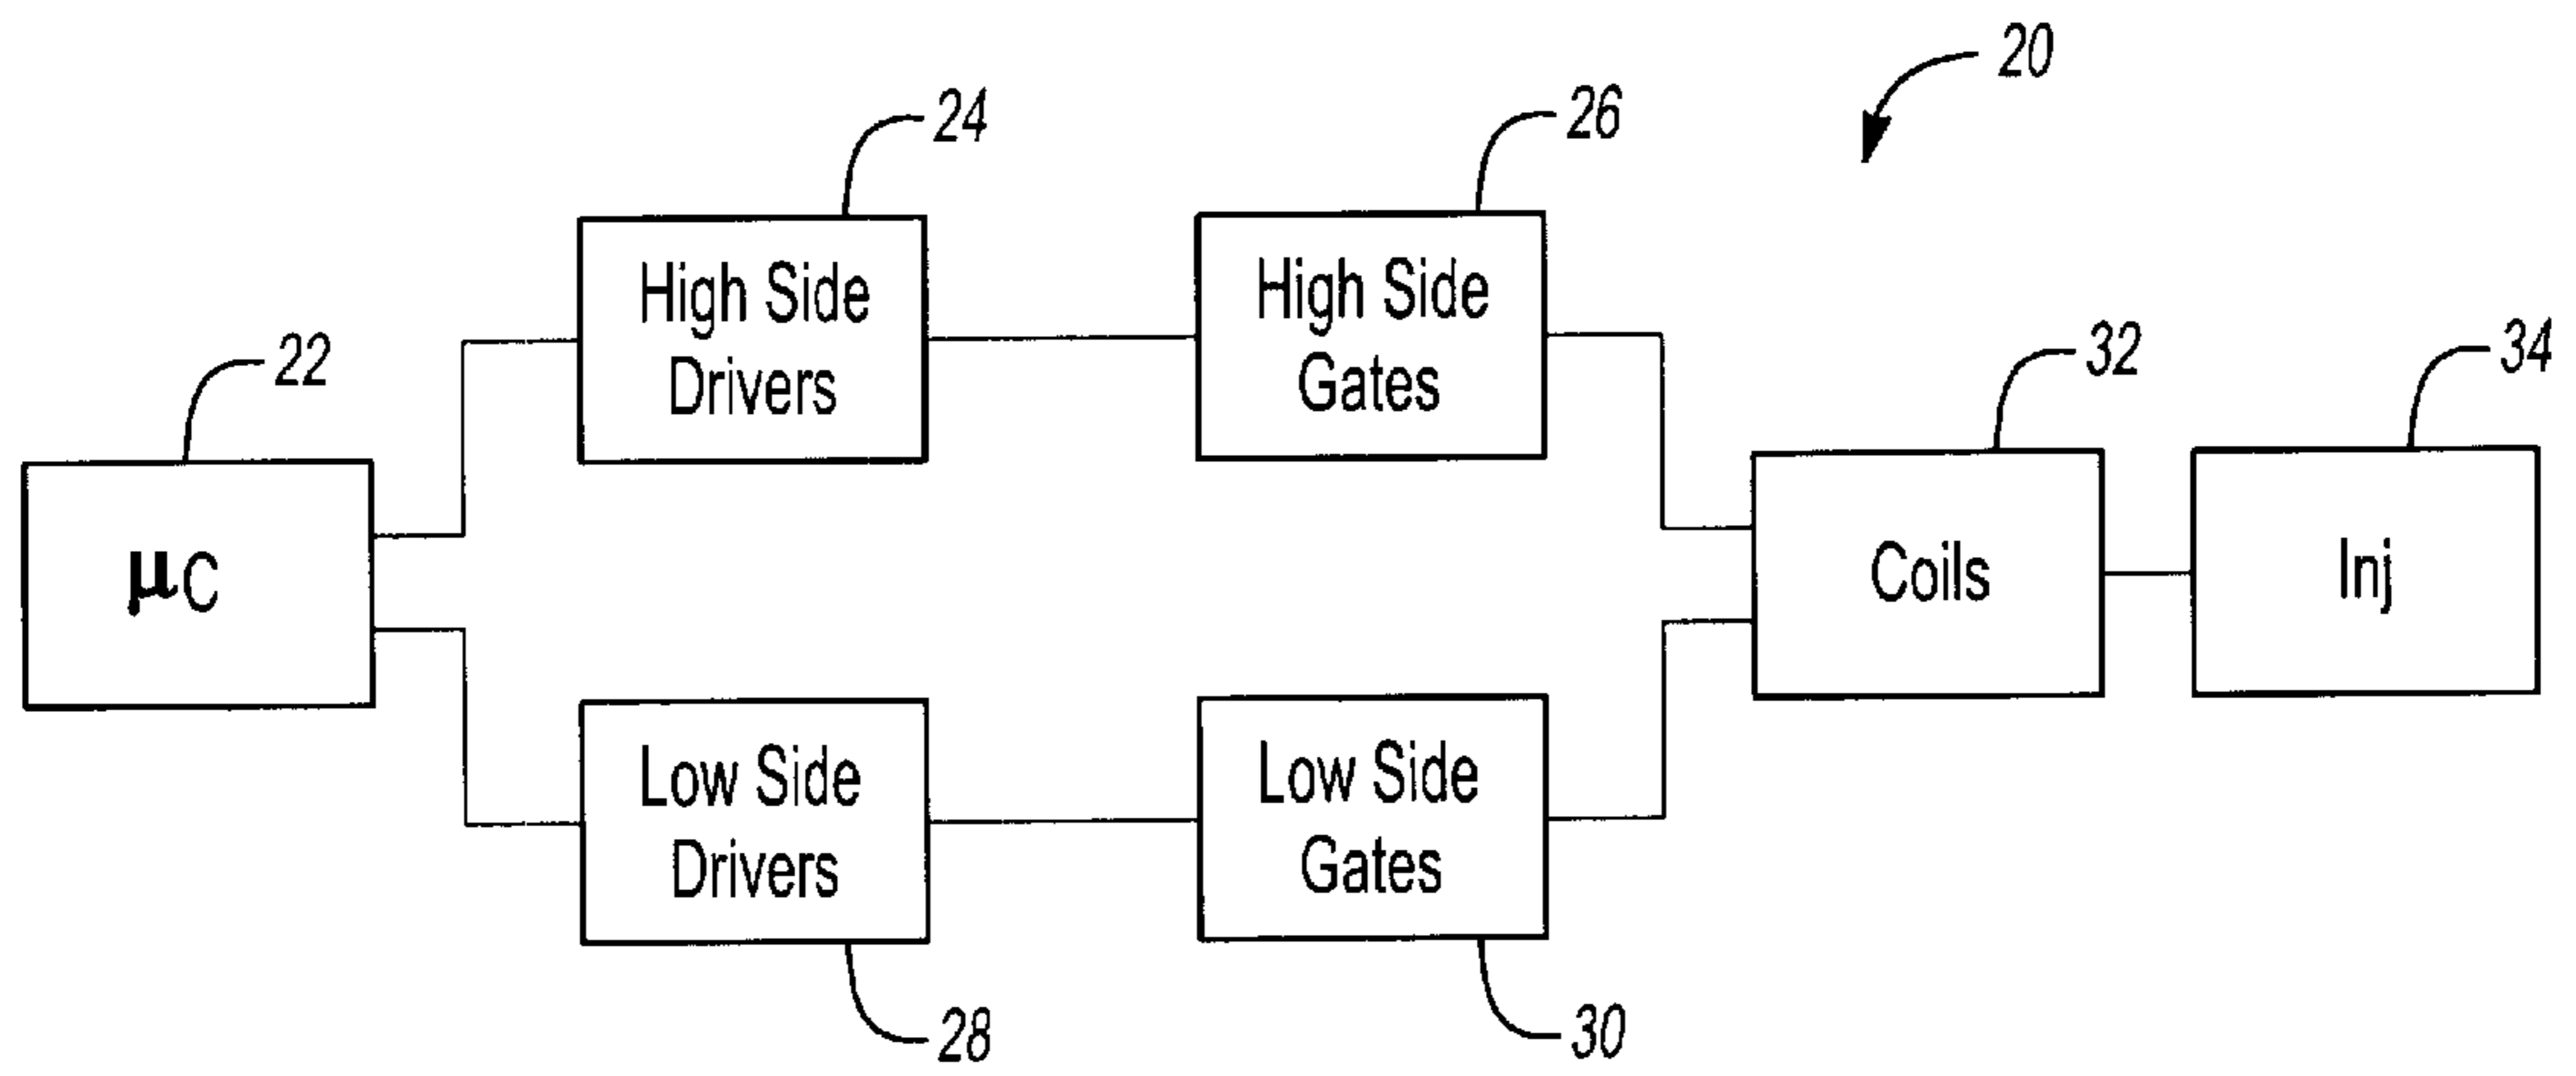 20
24
26
High Side
Drivers
High Side
Gates
22
32
34
μC
Coils
Inj
Low Side
Drivers
Low Side
Gates
28
30